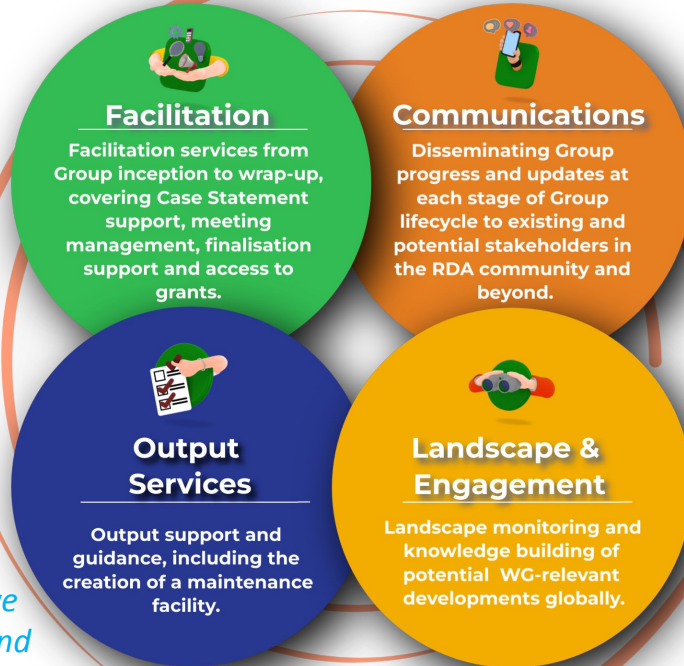 Facilitation
Facilitation services from
Group inception to wrap-up,
covering Case Statement
support, meeting
management, finalisation
support and access to
grants.
Communications
Disseminating Group
progress and updates at
each stage of Group
lifecycle to existing and
potential stakeholders in
the RDA community and
beyond.
Output
Services
Output support and
guidance, including the
creation of a maintenance
facility.
Landscape &
Engagement
Landscape monitoring and
knowledge building of
potential WG-relevant
developments globally.